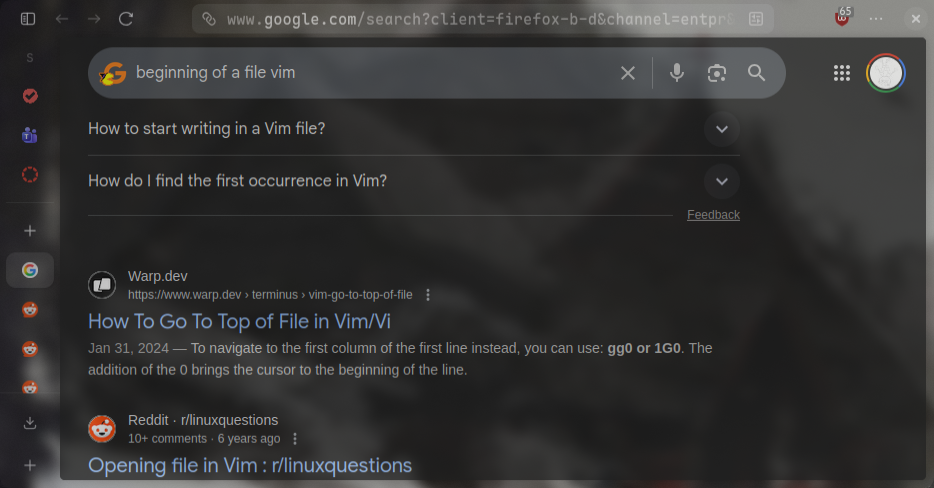 www.google.com/search?client=firefox-b-d&channel=entpr
65
S
beginning of a file vim
How to start writing in a Vim file?
How do I find the first occurrence in Vim?
Feedback
Warp.dev
https://www.warp.dev › terminus › vim-go-to-top-of-file
How To Go To Top of File in Vim/Vi
Jan 31, 2024 — To navigate to the first column of the first line instead, you can use: gg0 or 1G0. The
addition of the 0 brings the cursor to the beginning of the line.
Reddit · r/linuxquestions
10+ comments · 6 years ago
Opening file in Vim : r/linuxquestions